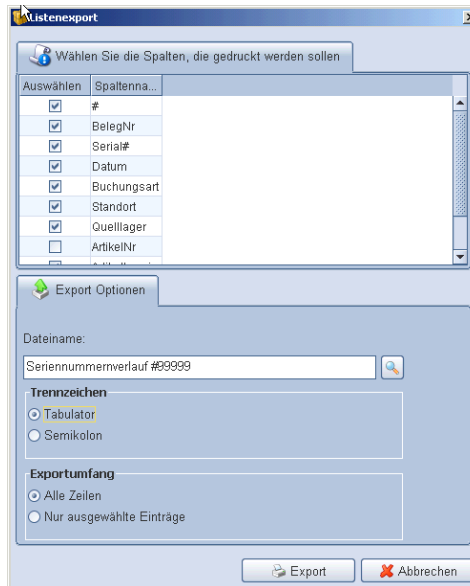 Listenexport
Wählen Sie die Spalten, die gedruckt werden sollen
Auswählen Spaltenna...
#
BelegNr
Serial#
Datum
Buchungsart
Standort
Quelllager
ArtikelNr
Export Optionen
Dateiname:
Seriennummernverlauf #99999
Trennzeichen
Tabulator
Semikolon
Exportumfang
Alle Zeilen
Nur ausgewählte Einträge
Export Abbrechen